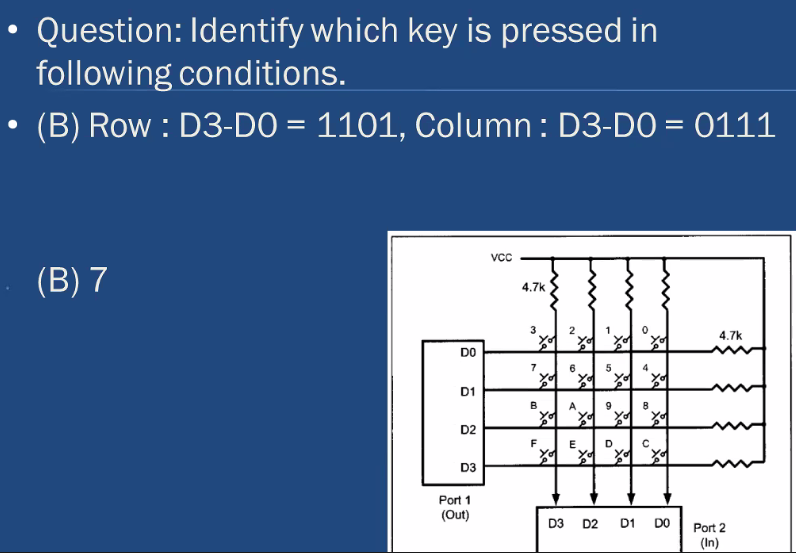 • Question: Identify which key is pressed in
following conditions.
• (B) Row : D3-D0 = 1101, Column : D3-D0 = 0111
(B) 7
VCC
4.7k
3 2 1 0 4.7k
D0
7 6 5 4
D1
B A 9 8
D2
F E D C
D3
Port 1
(Out)
D3 D2 D1 D0 Port 2
(In)